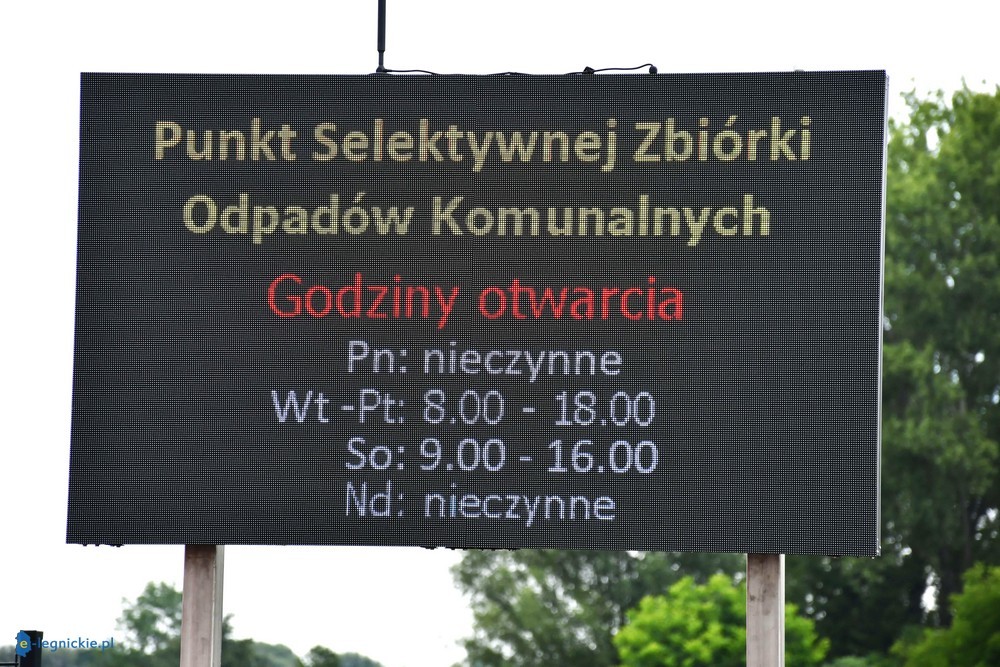 Punkt Selektywnej Zbiórki
Odpadów Komunalnych
Godziny otwarcia
Pn: nieczynne
Wt -Pt: 8.00 - 18.00
So: 9.00 - 16.00
Nd: nieczynne
e-legnickie.pl